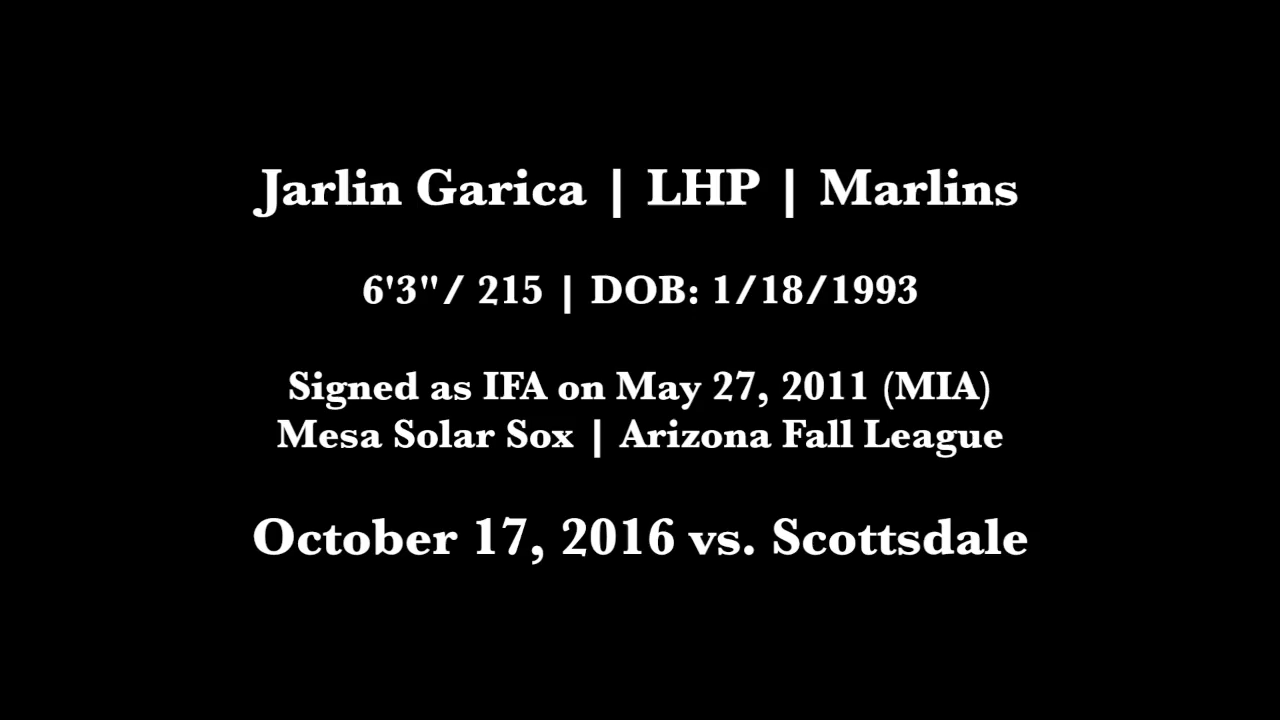 Jarlin Garica | LHP | Marlins
6'3"/ 215 | DOB: 1/18/1993
Signed as IFA on May 27, 2011 (MIA)
Mesa Solar Sox | Arizona Fall League
October 17, 2016 vs. Scottsdale